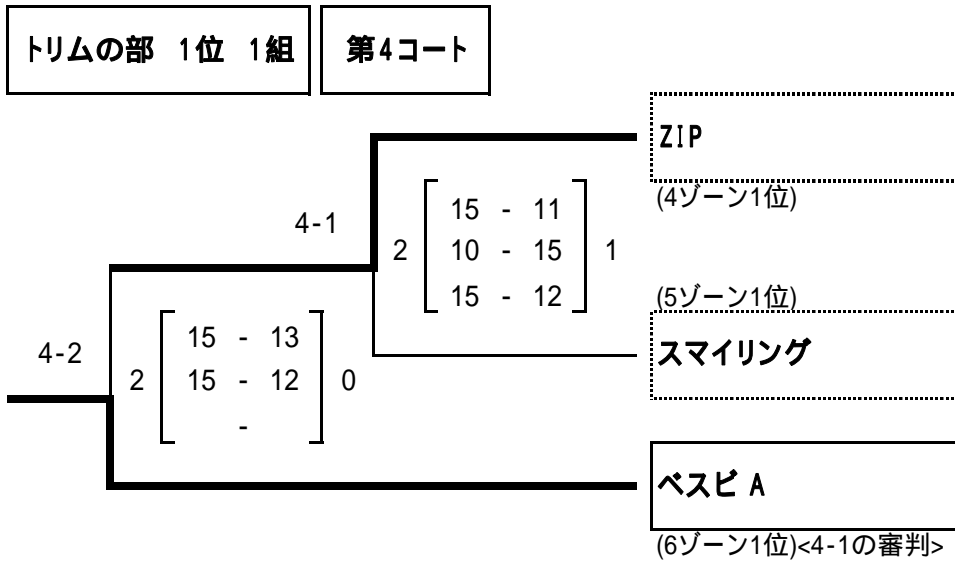 トリムの部 1位 1組
第4コート
ZIP
(4ゾーン1位)
4-1
2
15 - 11
10 - 15
15 - 12
1
(5ゾーン1位)
スマイリング
4-2
2
15 - 13
15 - 12
-
0
ベスビ A
(6ゾーン1位)<4-1の審判>